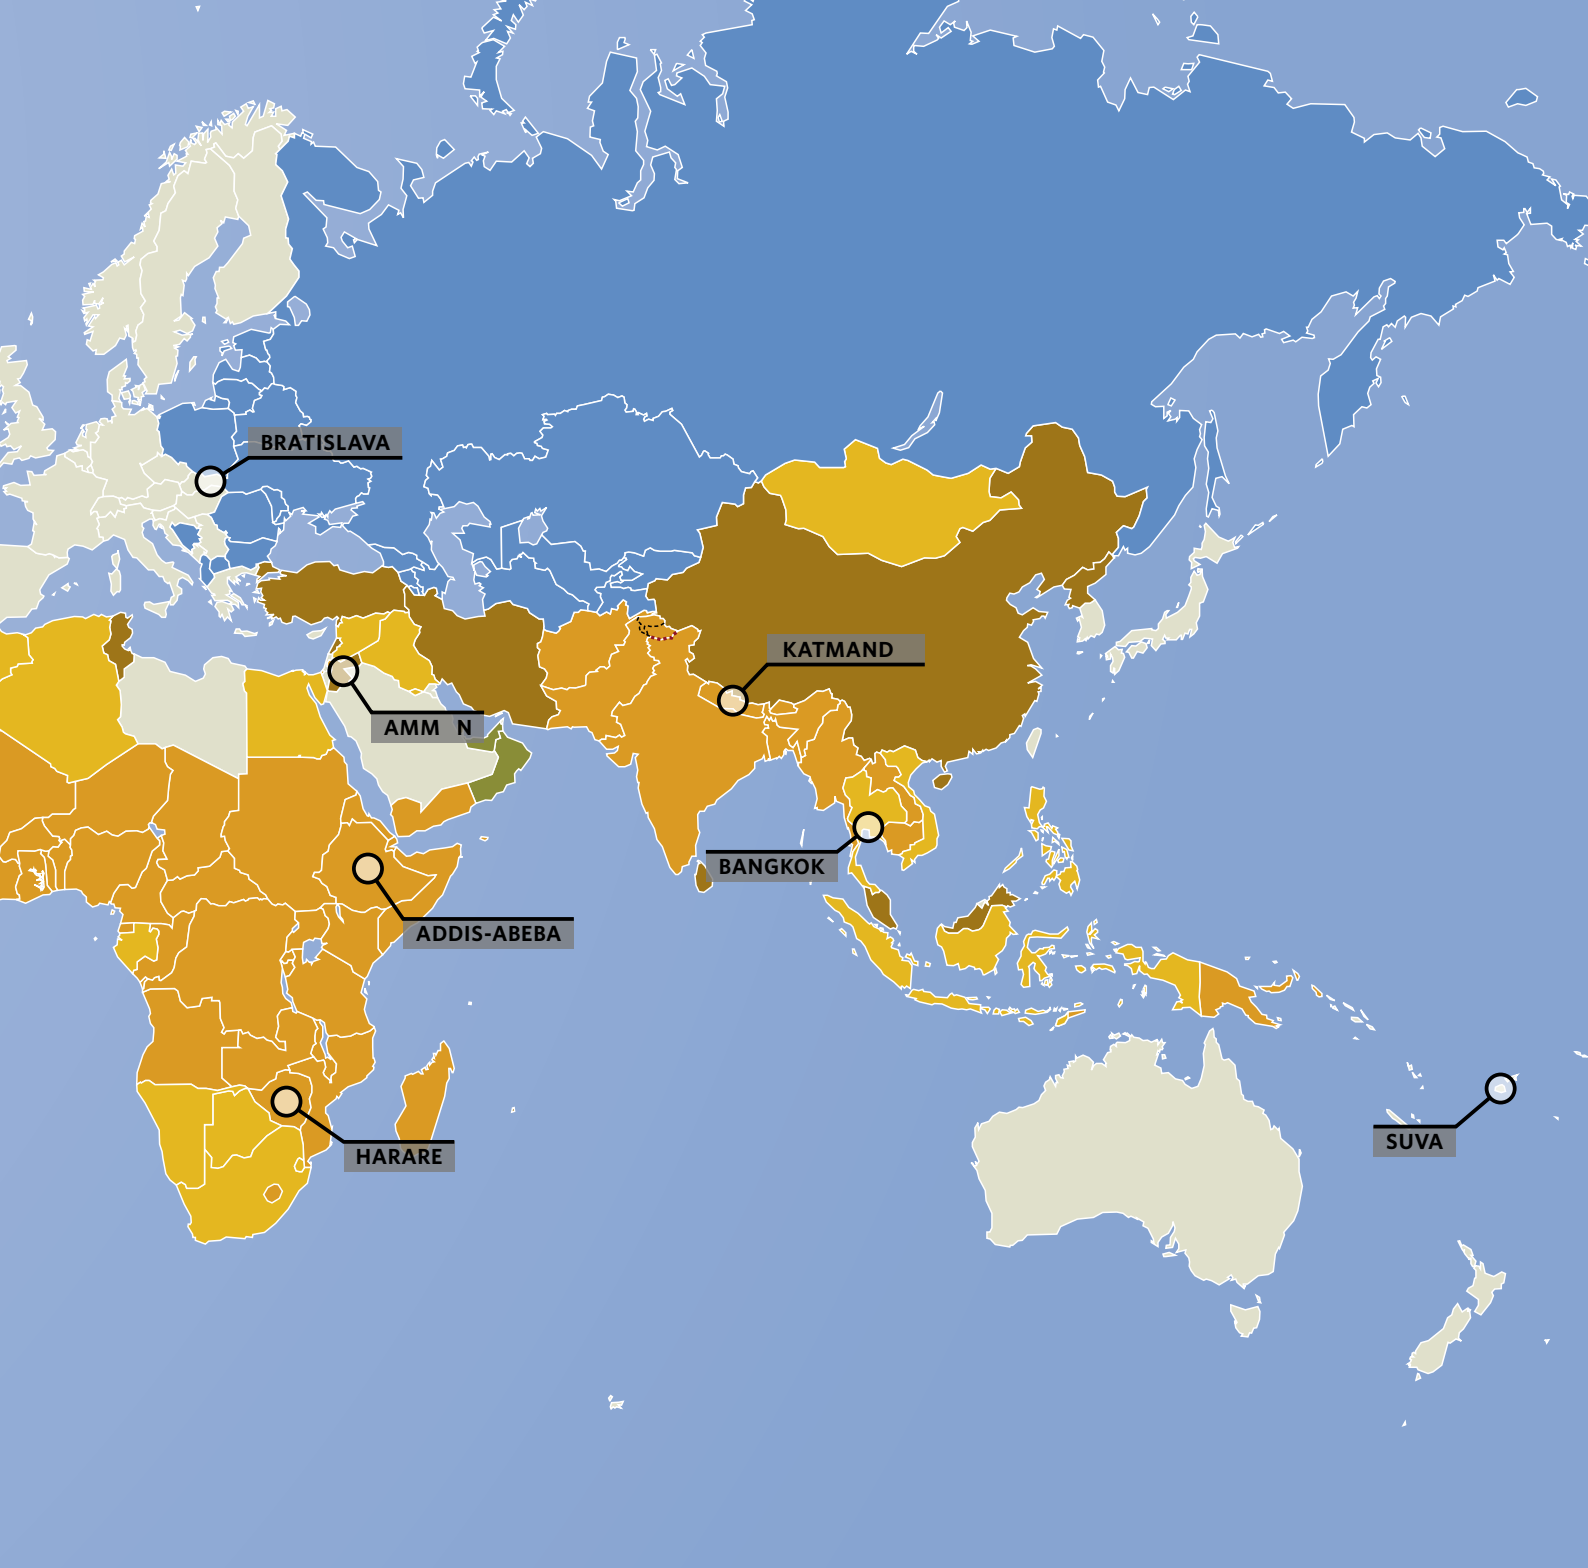 BRATISLAVA
KATMAND
AMM N
BANGKOK
ADDIS-ABEBA
SUVA
HARARE